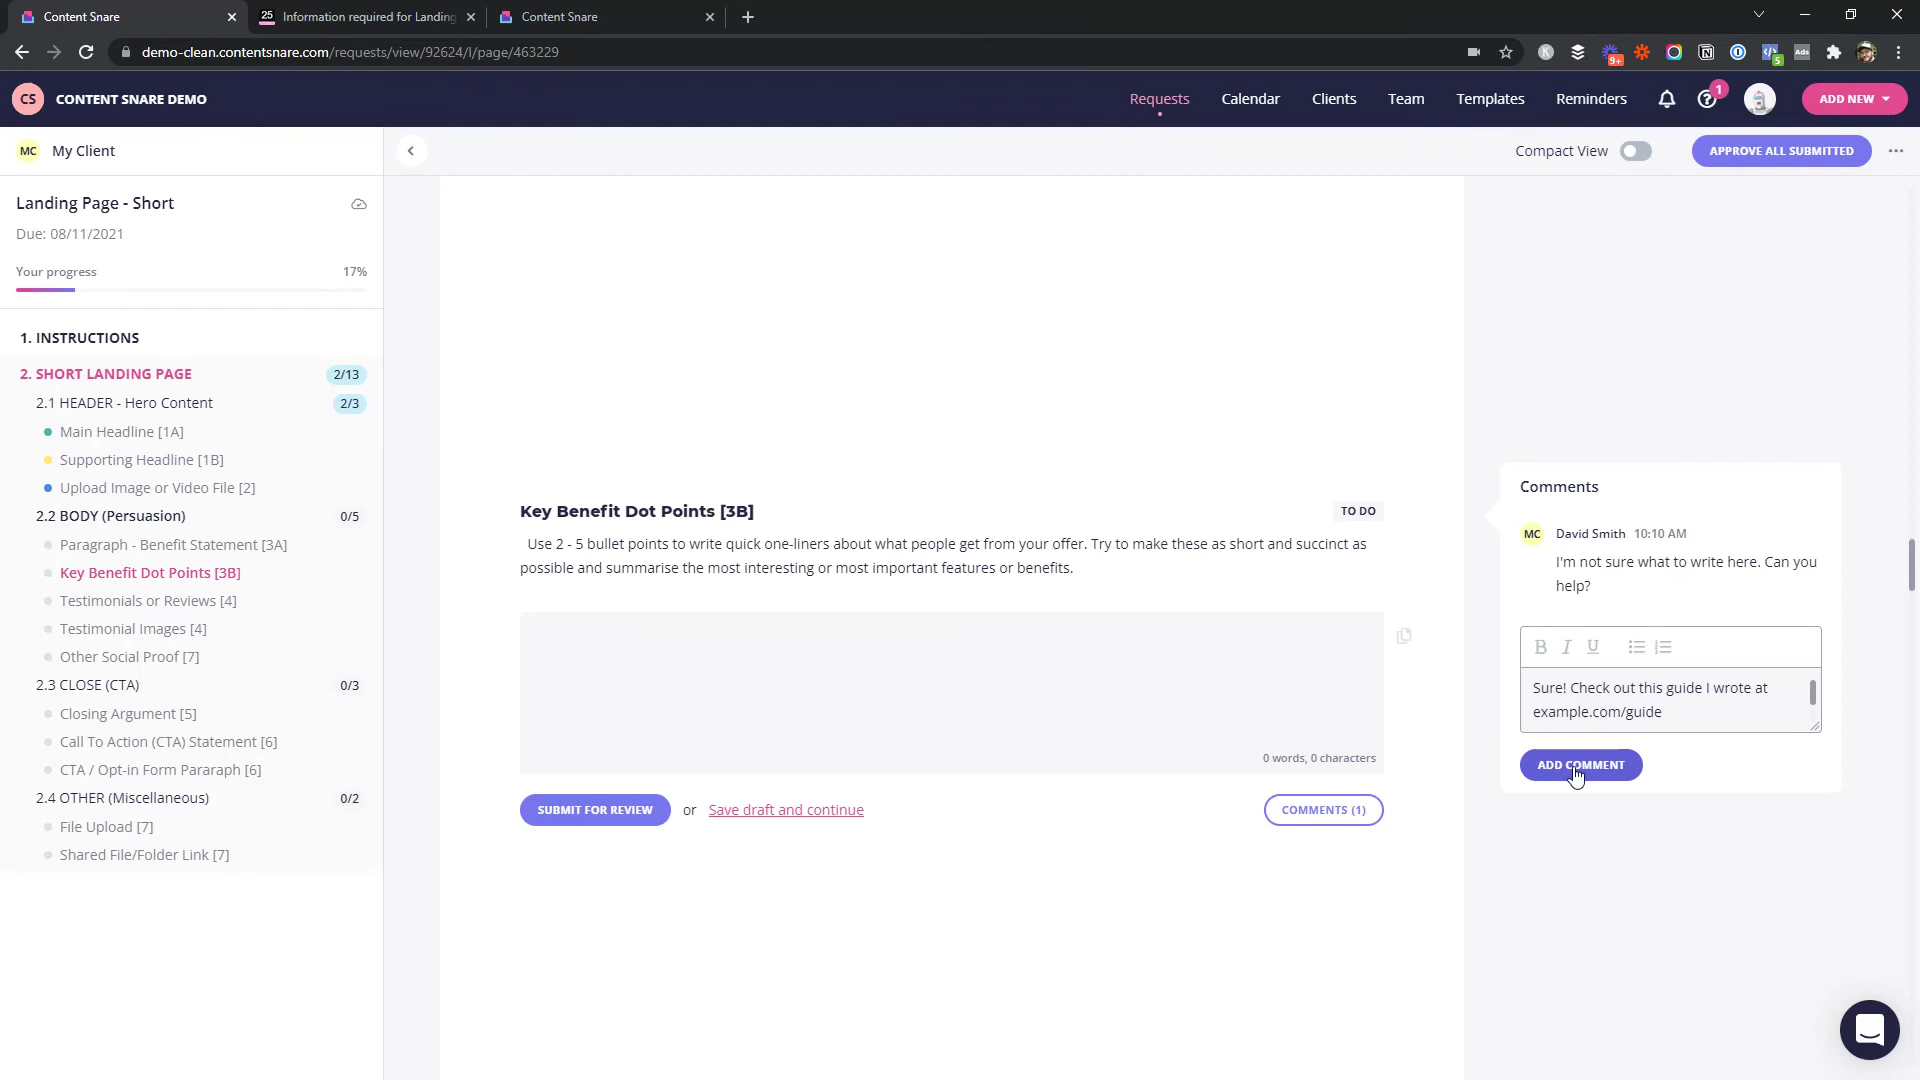 Content Snare
25
Information required for Landing
Content Snare
demo-clean.contentsnare.com/requests/view/92624/l/page/463229
K
9+
5
Ads
CS
CONTENT SNARE DEMO
Requests
Calendar
Clients
Team
Templates
Reminders
1
ADD NEW
MC
My Client
Compact View
APPROVE ALL SUBMITTED
Landing Page - Short
Due: 08/11/2021
Your progress
17%
1. INSTRUCTIONS
2. SHORT LANDING PAGE
2/13
2.1 HEADER - Hero Content
2/3
Main Headline [1A]
Supporting Headline [1B]
Upload Image or Video File [2]
2.2 BODY (Persuasion)
0/5
Paragraph - Benefit Statement [3A]
Key Benefit Dot Points [3B]
Testimonials or Reviews [4]
Testimonial Images [4]
Other Social Proof [7]
2.3 CLOSE (CTA)
0/3
Closing Argument [5]
Call To Action (CTA) Statement [6]
CTA / Opt-in Form Pararaph [6]
2.4 OTHER (Miscellaneous)
0/2
File Upload [7]
Shared File/Folder Link [7]
Key Benefit Dot Points [3B]
TO DO
Use 2 - 5 bullet points to write quick one-liners about what people get from your offer. Try to make these as short and succinct as
possible and summarise the most interesting or most important features or benefits.
0 words, 0 characters
SUBMIT FOR REVIEW
or
Save draft and continue
COMMENTS (1)
Comments
MC
David Smith 10:10 AM
I'm not sure what to write here. Can you
help?
B I U
Sure! Check out this guide I wrote at
example.com/guide
ADD COMMENT